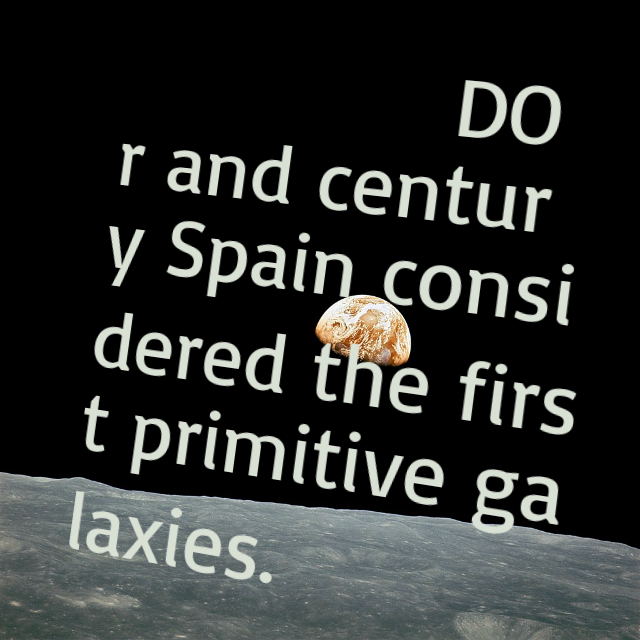 DO
r and centur
y Spain consi
dered the firs
t primitive ga
laxies.